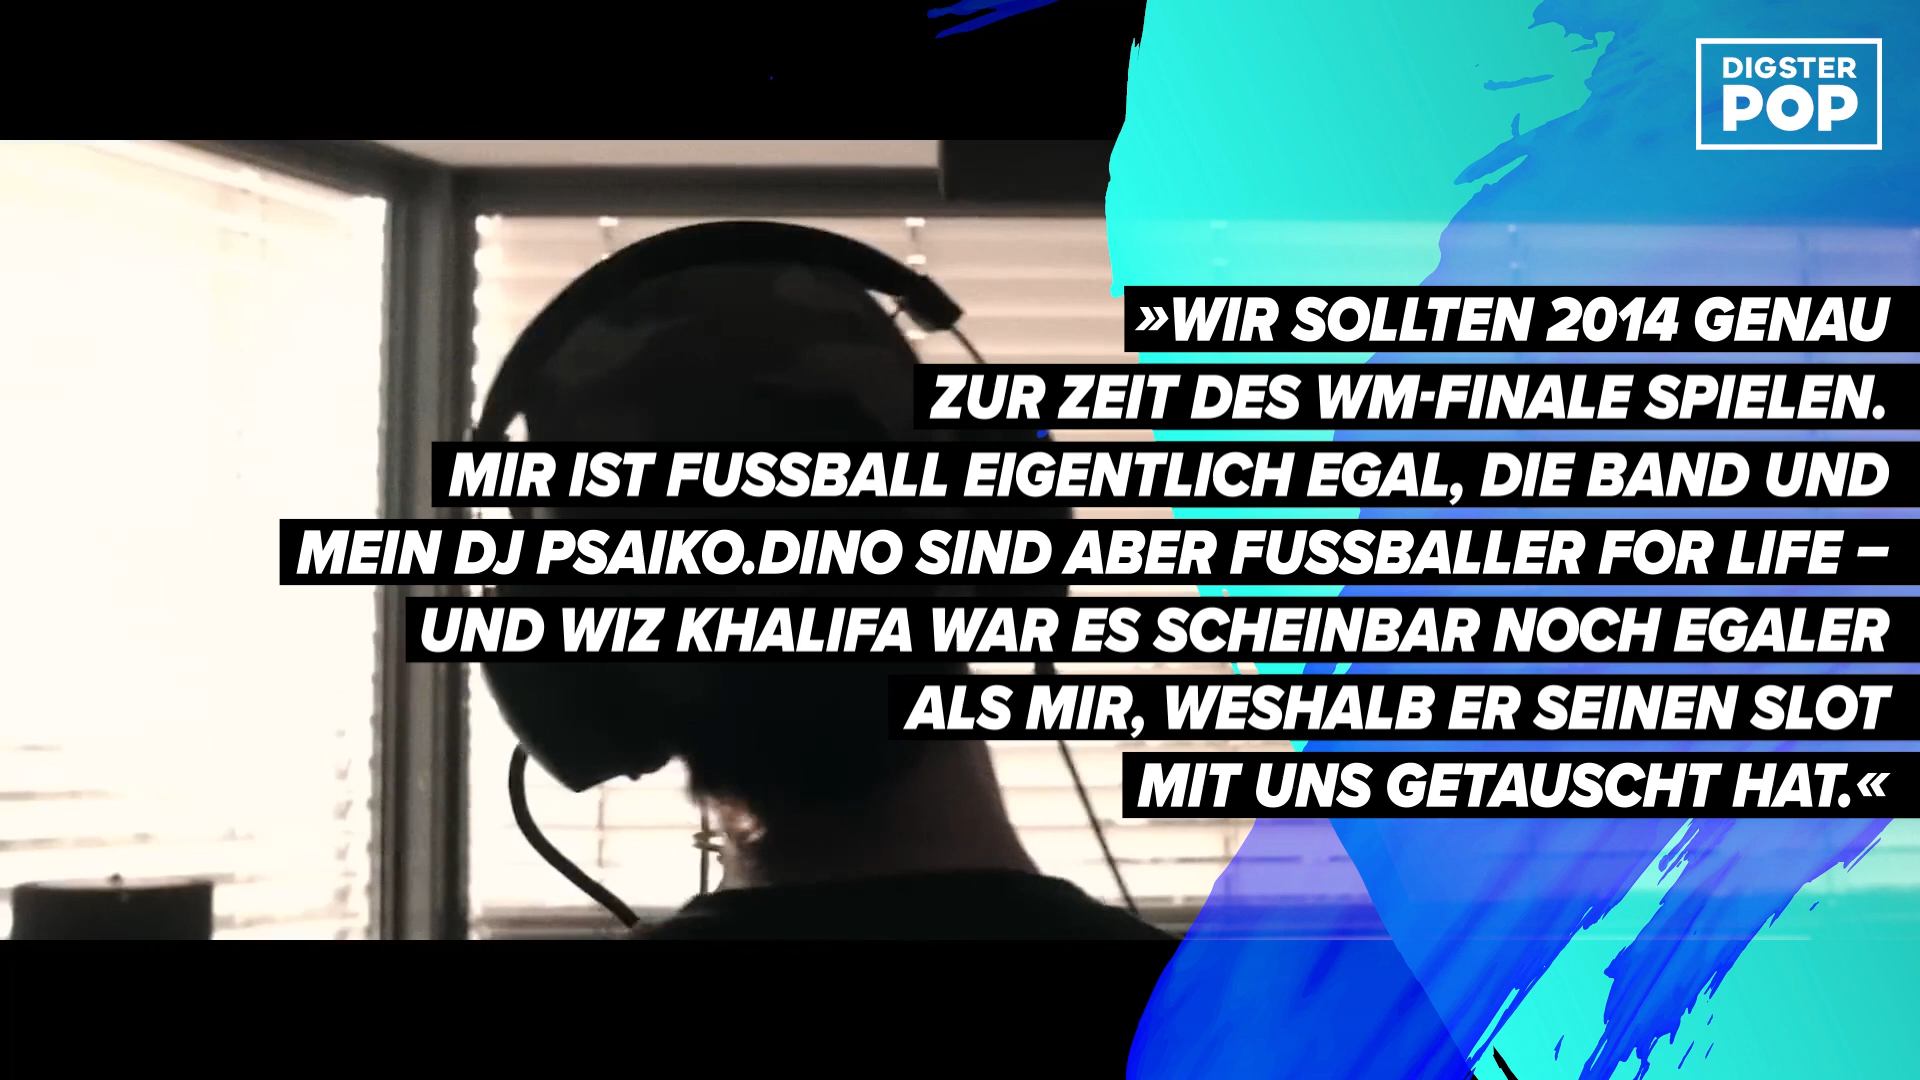 DIGSTER
POP
»WIR SOLLTEN 2014 GENAU
ZUR ZEIT DES WM-FINALE SPIELEN.
MIR IST FUSSBALL EIGENTLICH EGAL, DIE BAND UND
MEIN DJ PSAIKO.DINO SIND ABER FUSSBALLER FOR LIFE –
UND WIZ KHALIFA WAR ES SCHEINBAR NOCH EGALER
ALS MIR, WESHALB ER SEINEN SLOT
MIT UNS GETAUSCHT HAT.«